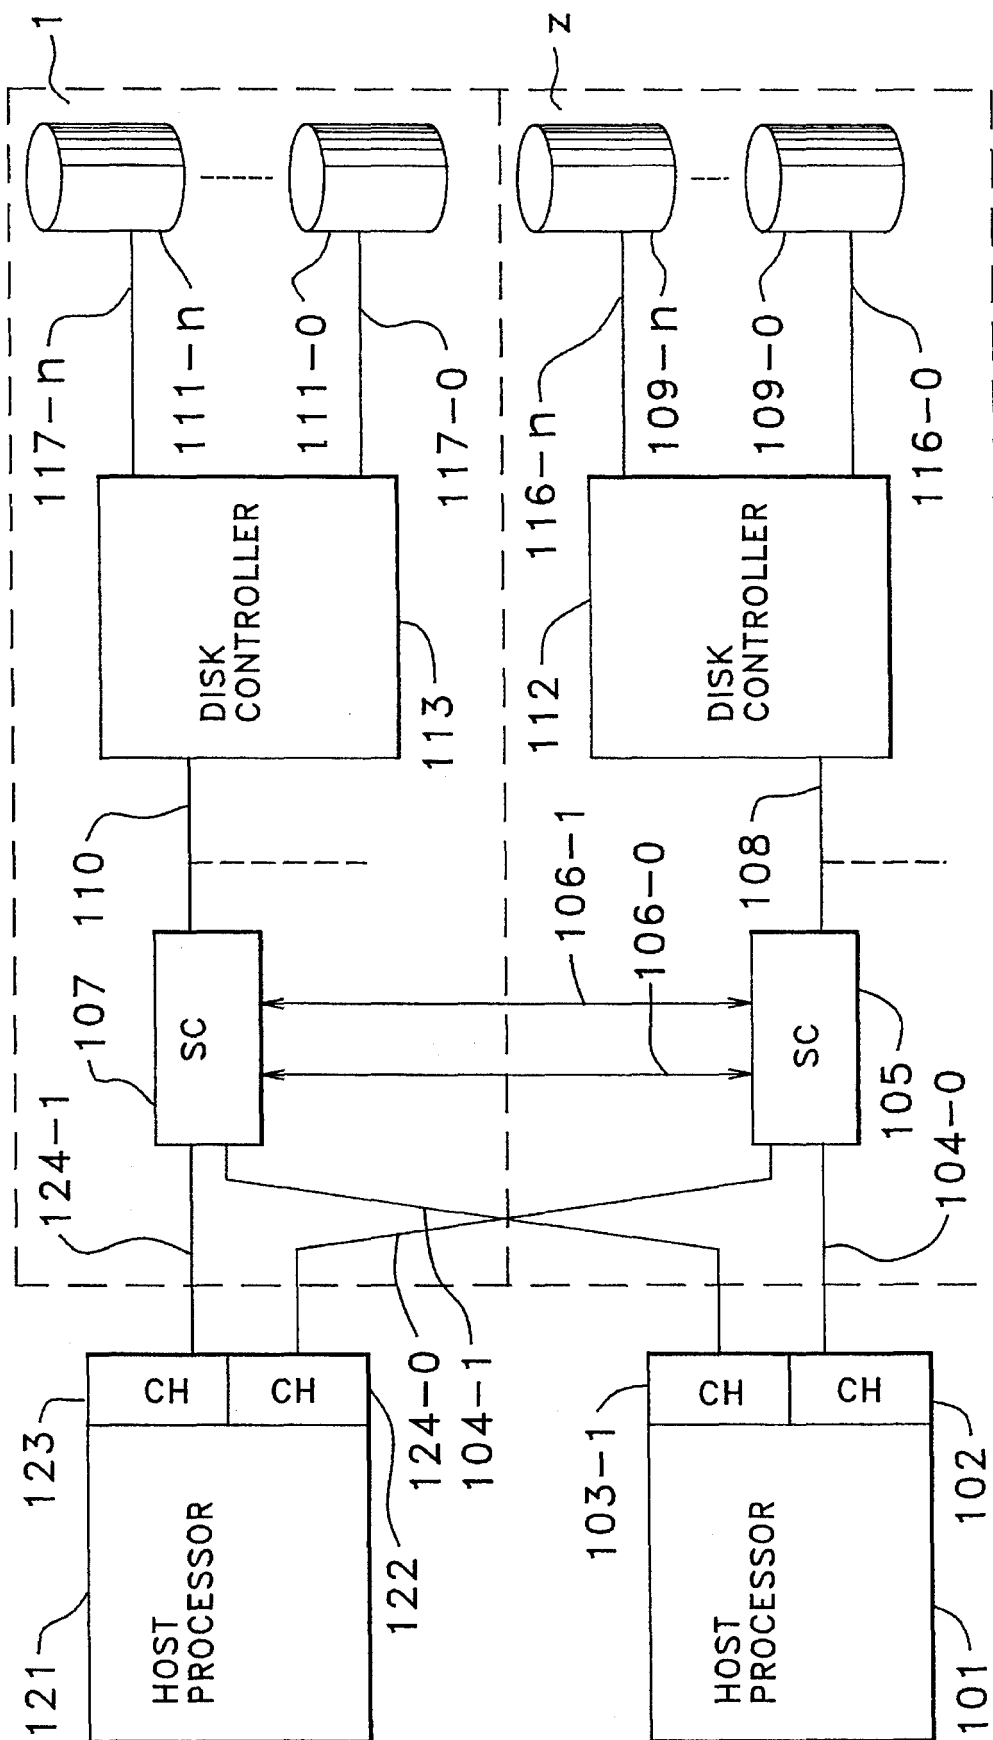 121
HOST
PROCESSOR
123
CH
CH
122
124-1
107
SC
110
124-0
104-1
DISK
CONTROLLER
113
117-n
111-n
111-0
117-0
1
106-1
106-0
101
HOST
PROCESSOR
103-1
CH
CH
102
104-0
105
SC
108
112
DISK
CONTROLLER
116-n
109-n
109-0
116-0
z